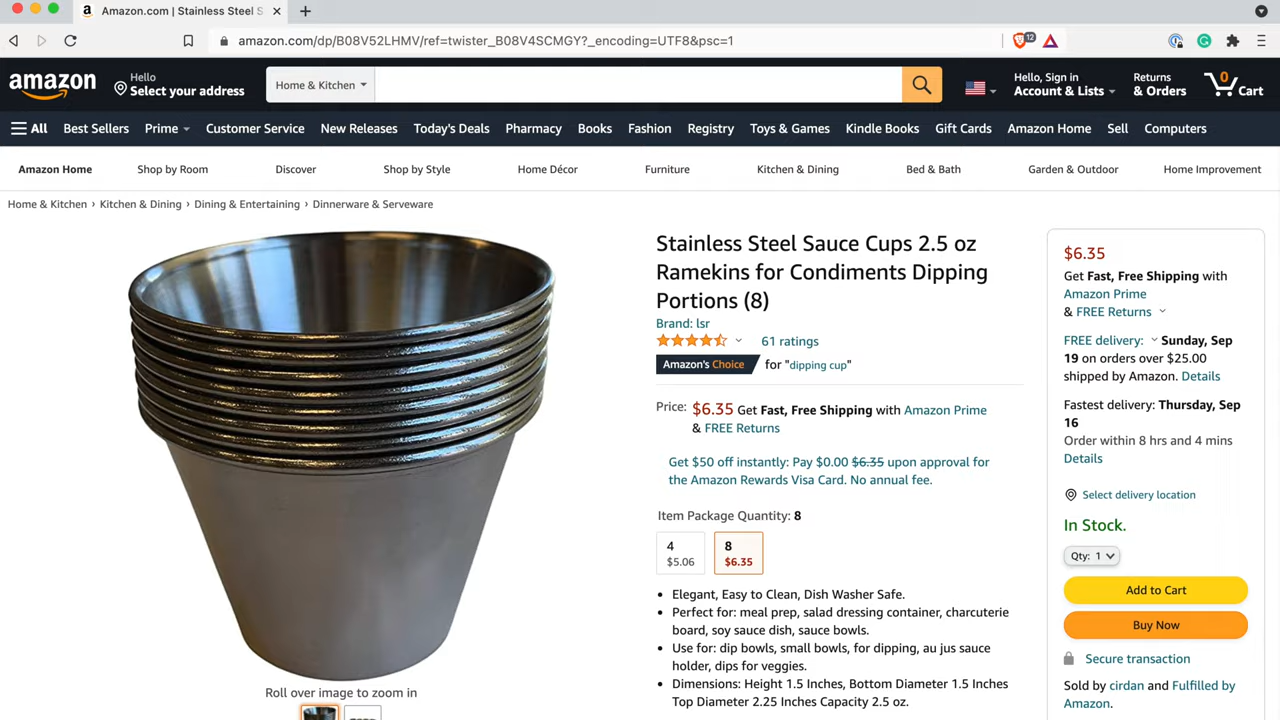 Amazon.com | Stainless Steel S
amazon.com/dp/B08V52LHMV/ref=twister_B08V4SCMGY?_encoding=UTF8&psc=1
12
amazon
Hello
Select your address
Home & Kitchen
Hello, Sign in
Account & Lists
Returns
& Orders
0
Cart
All Best Sellers Prime Customer Service New Releases Today's Deals Pharmacy Books Fashion Registry Toys & Games Kindle Books Gift Cards Amazon Home Sell Computers
Amazon Home Shop by Room Discover Shop by Style Home Décor Furniture Kitchen & Dining Bed & Bath Garden & Outdoor Home Improvement
Home & Kitchen › Kitchen & Dining › Dining & Entertaining › Dinnerware & Serveware
Roll over image to zoom in
Stainless Steel Sauce Cups 2.5 oz
Ramekins for Condiments Dipping
Portions (8)
Brand: lsr
61 ratings
Amazon's Choice for "dipping cup"
Price: $6.35 Get Fast, Free Shipping with Amazon Prime
& FREE Returns
Get $50 off instantly: Pay $0.00 $6.35 upon approval for
the Amazon Rewards Visa Card. No annual fee.
Item Package Quantity: 8
4
$5.06
8
$6.35
• Elegant, Easy to Clean, Dish Washer Safe.
• Perfect for: meal prep, salad dressing container, charcuterie
board, soy sauce dish, sauce bowls.
• Use for: dip bowls, small bowls, for dipping, au jus sauce
holder, dips for veggies.
• Dimensions: Height 1.5 Inches, Bottom Diameter 1.5 Inches
Top Diameter 2.25 Inches Capacity 2.5 oz.
$6.35
Get Fast, Free Shipping with
Amazon Prime
& FREE Returns
FREE delivery: Sunday, Sep
19 on orders over $25.00
shipped by Amazon. Details
Fastest delivery: Thursday, Sep
16
Order within 8 hrs and 4 mins
Details
Select delivery location
In Stock.
Qty: 1
Add to Cart
Buy Now
Secure transaction
Sold by cirdan and Fulfilled by
Amazon.